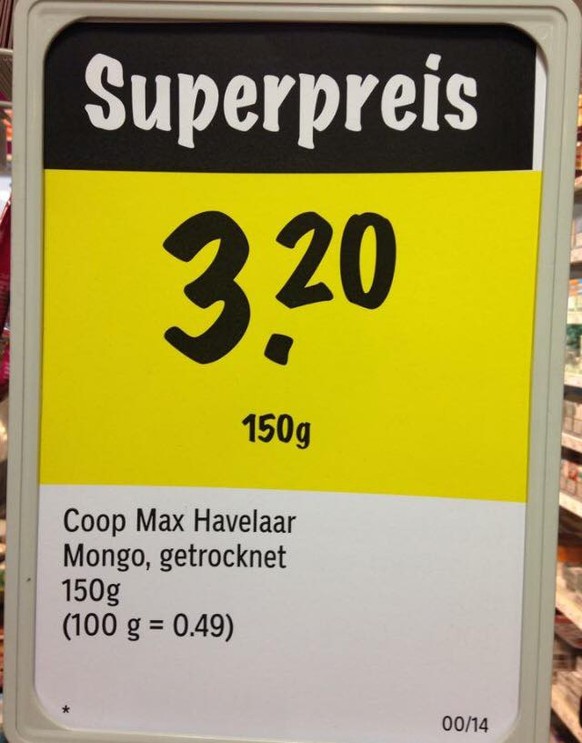 Superpreis
3.20
150g
Coop Max Havelaar
Mongo, getrocknet
150g
(100 g = 0.49)
*
00/14